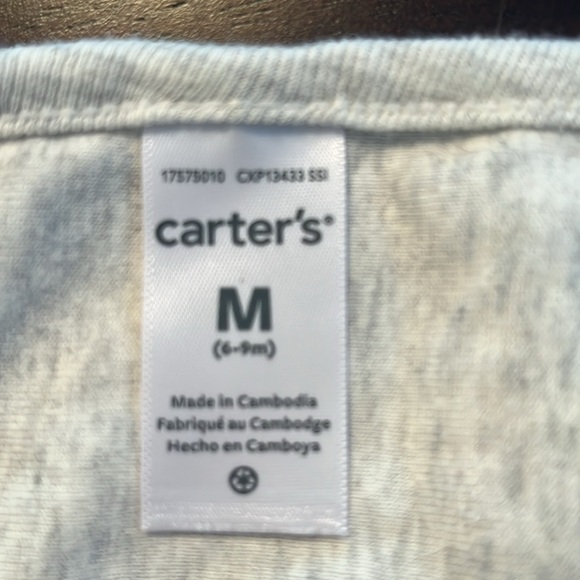 17575010 CXP13433 SSI
carter's®
M
(6-9m)
Made in Cambodia
Fabriqué au Cambodge
Hecho en Camboya